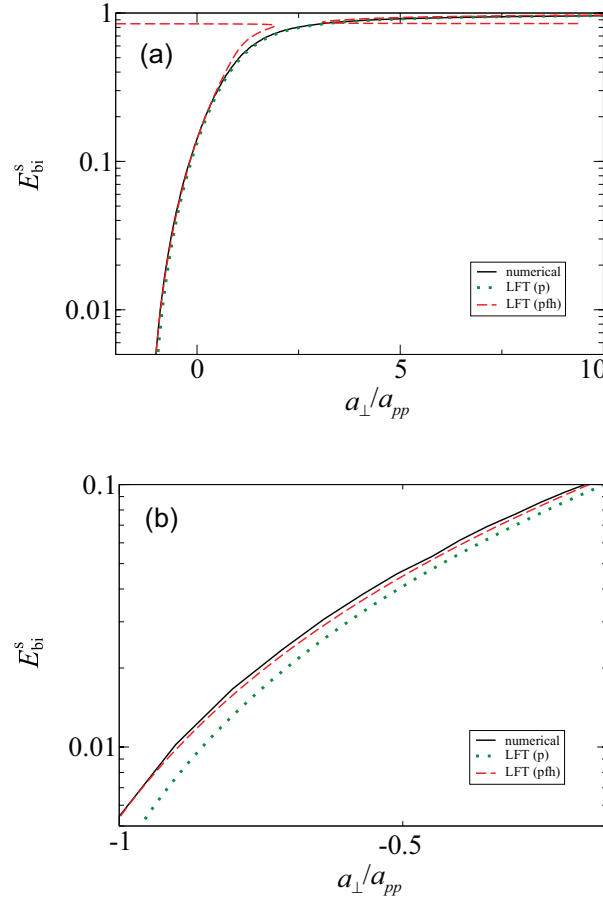 1
(a)
E^s_bi
0.1
0.01
numerical
LFT (p)
LFT (pfh)
0 5 10
a⊥/a_pp
0.1
(b)
E^s_bi
0.01
numerical
LFT (p)
LFT (pfh)
-1 -0.5
a⊥/a_pp